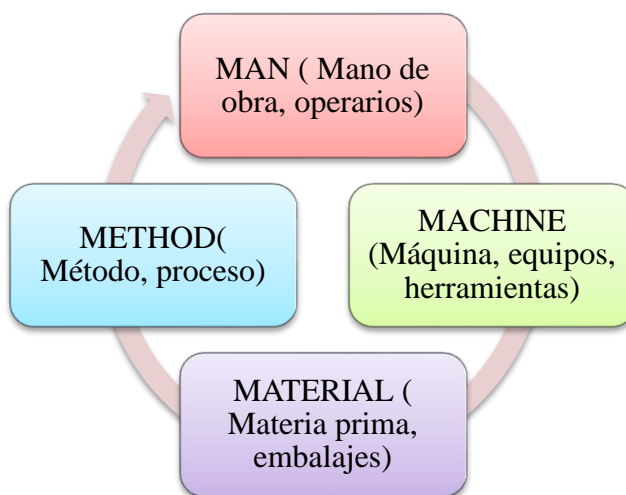 MAN ( Mano de
obra, operarios)
MACHINE
(Máquina, equipos,
herramientas)
MATERIAL (
Materia prima,
embalajes)
METHOD(
Método, proceso)